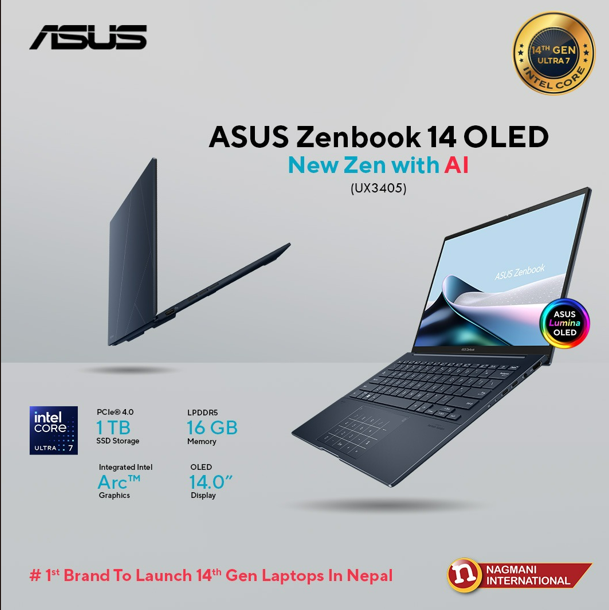 ASUS
14TH GEN
ULTRA 7
INTEL CORE
ASUS Zenbook 14 OLED
New Zen with AI
(UX3405)
ASUS Zenbook
ASUS
Lumina
OLED
intel
CORE
ULTRA 7
PCIe® 4.0
1 TB
SSD Storage
LPDDR5
16 GB
Memory
Integrated Intel
Arc™
Graphics
OLED
14.0”
Display
# 1st Brand To Launch 14th Gen Laptops In Nepal
n
NAGMANI
INTERNATIONAL